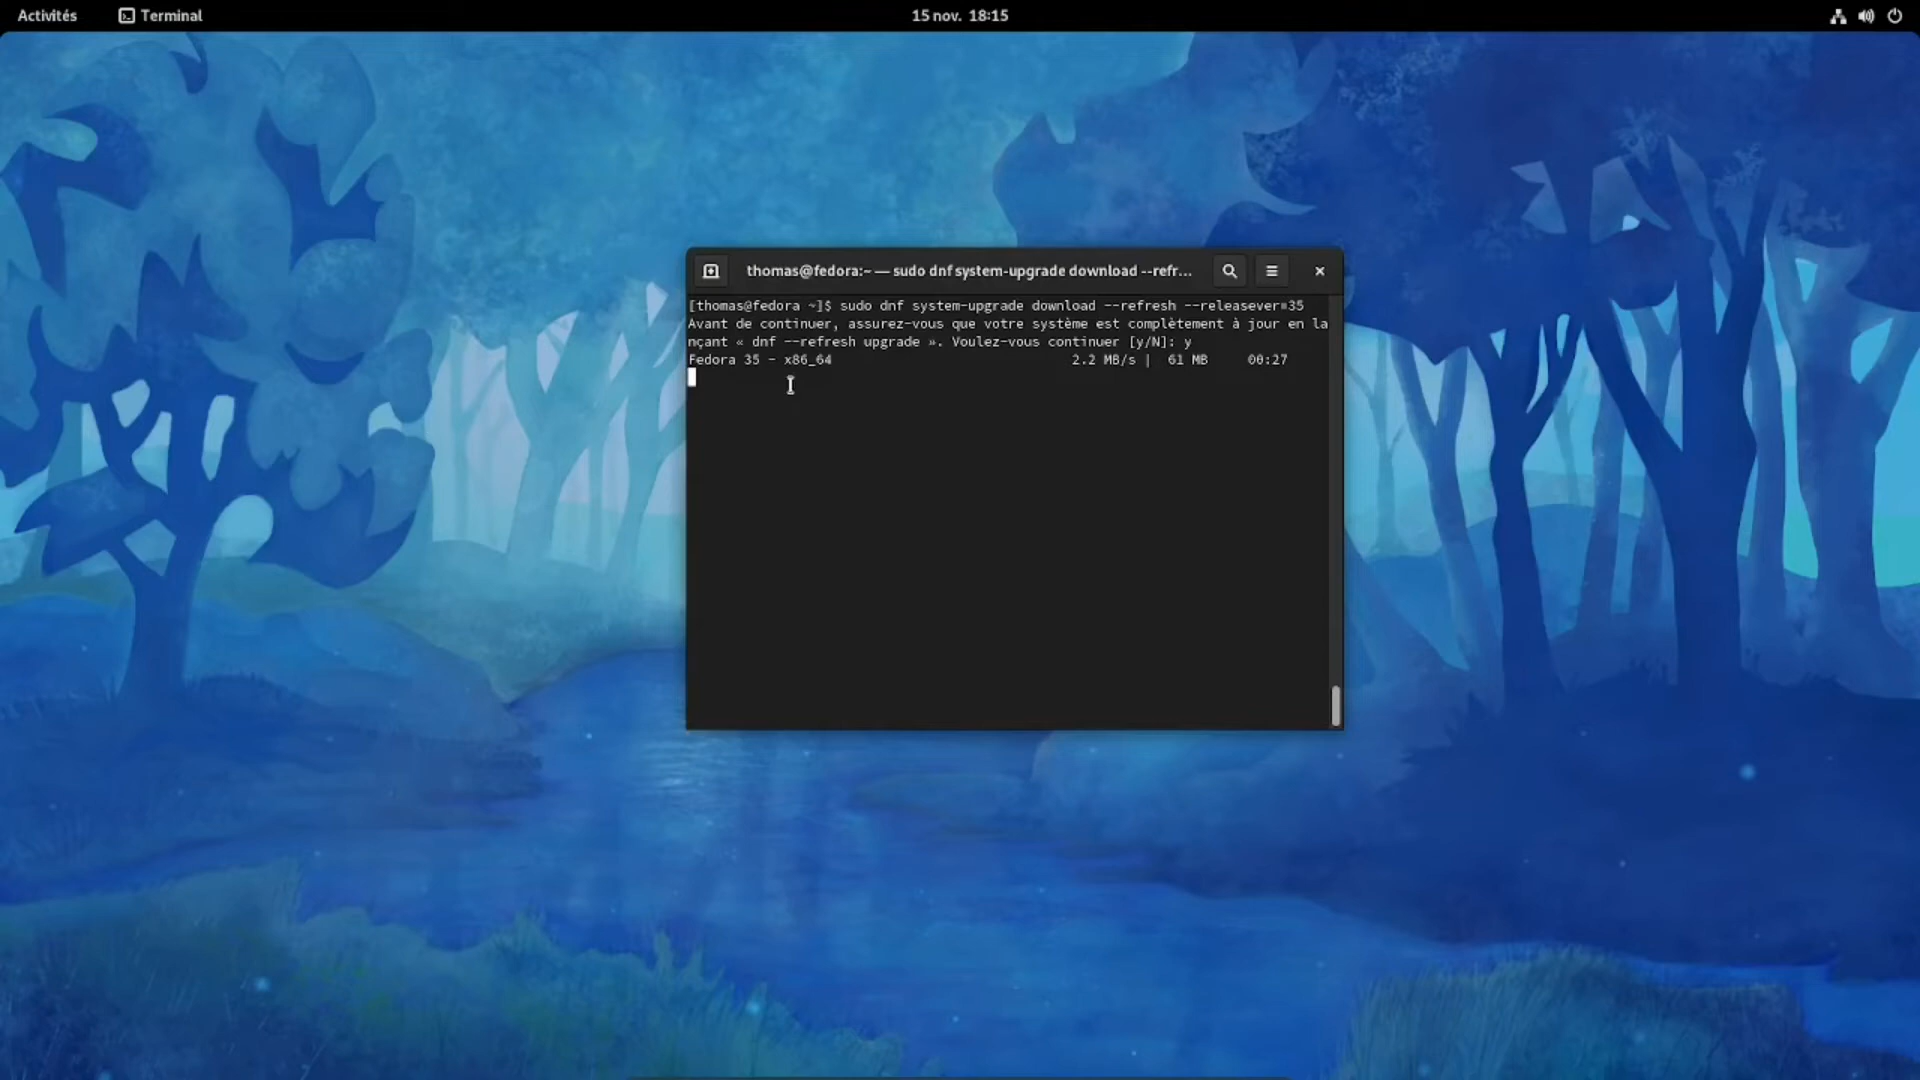 Activités Terminal 15 nov. 18:15
thomas@fedora:~ — sudo dnf system-upgrade download --refr...
[thomas@fedora ~]$ sudo dnf system-upgrade download --refresh --releasever=35
Avant de continuer, assurez-vous que votre système est complètement à jour en la
nçant « dnf --refresh upgrade ». Voulez-vous continuer [y/N]: y
Fedora 35 - x86_64 2.2 MB/s | 61 MB 00:27